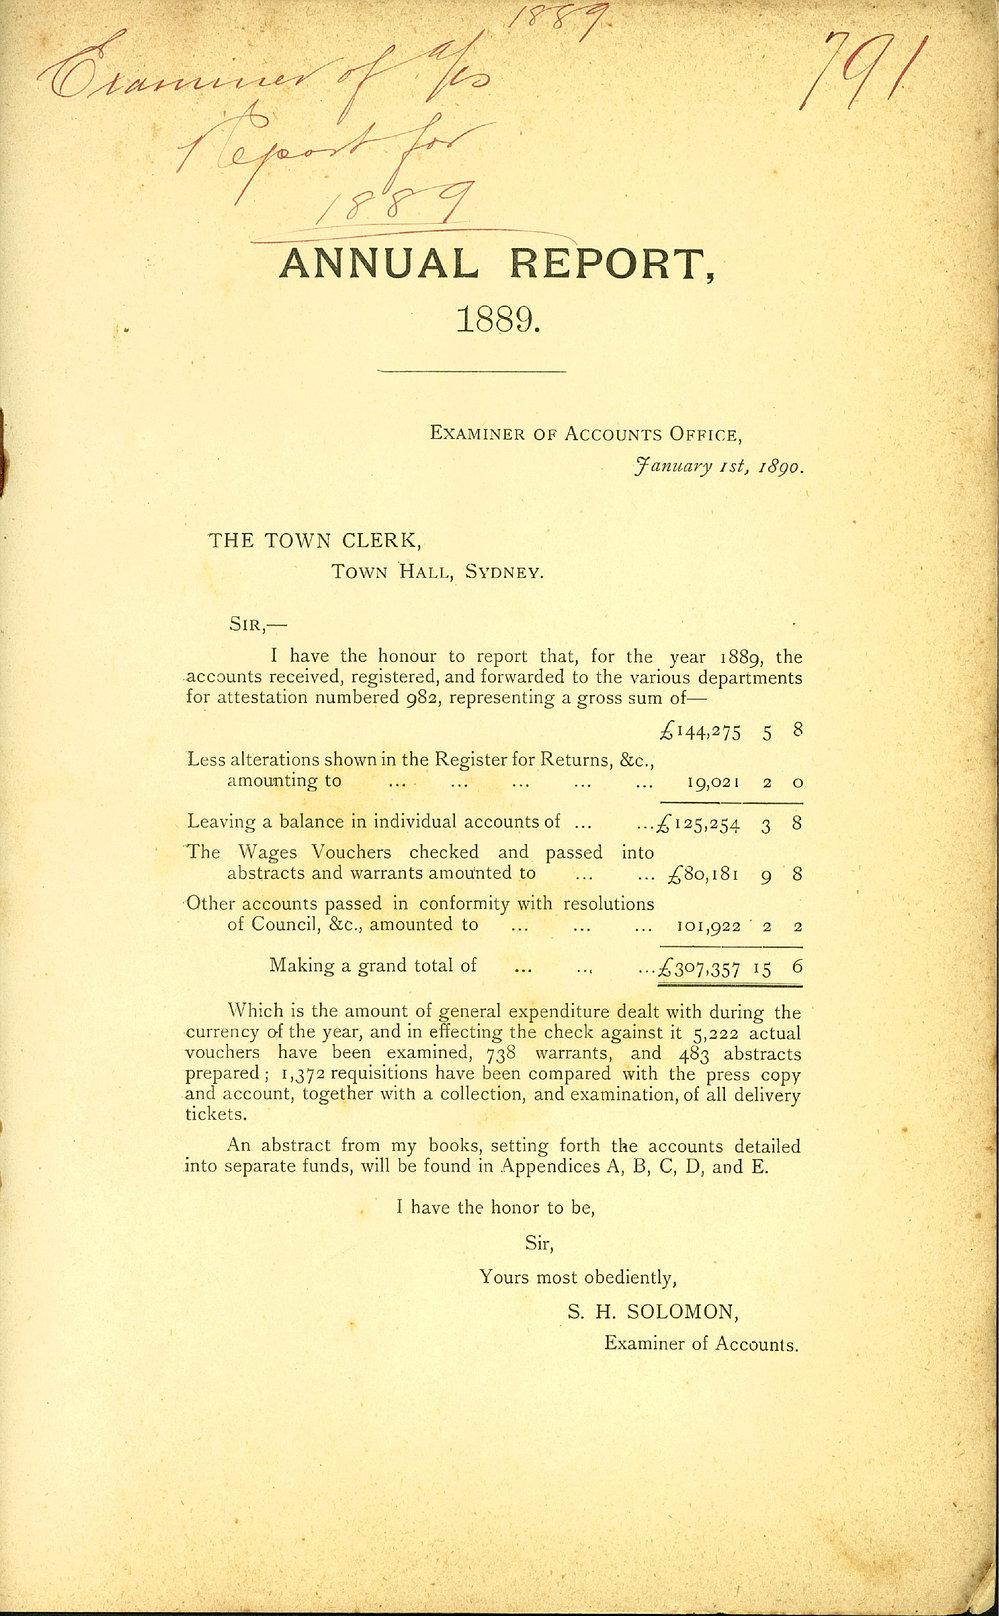 1889
Examiner of a/cs
791
Report for
1889
ANNUAL REPORT,
1889.
EXAMINER OF ACCOUNTS OFFICE,
January 1st, 1890.
THE TOWN CLERK,
TOWN HALL, SYDNEY.
SIR,—
I have the honour to report that, for the year 1889, the
accounts received, registered, and forwarded to the various departments
for attestation numbered 982, representing a gross sum of—
£144,275 5 8
Less alterations shown in the Register for Returns, &c.,
amounting to ... ... ... ... ... 19,021 2 0
Leaving a balance in individual accounts of ... ...£125,254 3 8
The Wages Vouchers checked and passed into
abstracts and warrants amounted to ... ... £80,181 9 8
Other accounts passed in conformity with resolutions
of Council, &c., amounted to ... ... ... 101,922 2 2
Making a grand total of ... ... ...£307,357 15 6
Which is the amount of general expenditure dealt with during the
currency of the year, and in effecting the check against it 5,222 actual
vouchers have been examined, 738 warrants, and 483 abstracts
prepared; 1,372 requisitions have been compared with the press copy
and account, together with a collection, and examination, of all delivery
tickets.
An abstract from my books, setting forth the accounts detailed
into separate funds, will be found in Appendices A, B, C, D, and E.
I have the honor to be,
Sir,
Yours most obediently,
S. H. SOLOMON,
Examiner of Accounts.